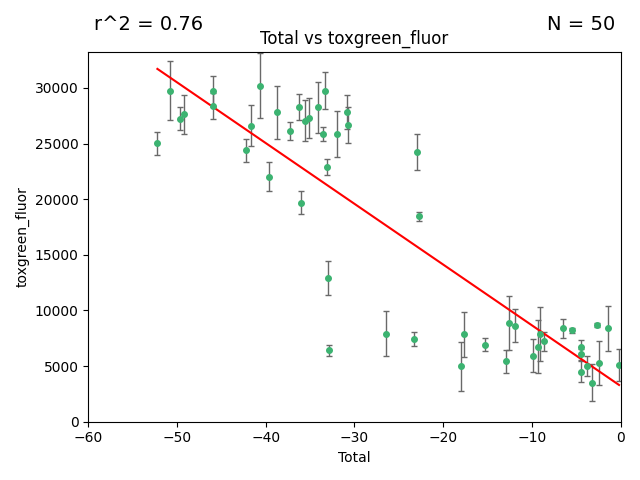 r^2 = 0.76
N = 50
Total vs toxgreen_fluor
toxgreen_fluor
30000
25000
20000
15000
10000
5000
0
−60
−50
−40
−30
−20
−10
0
Total